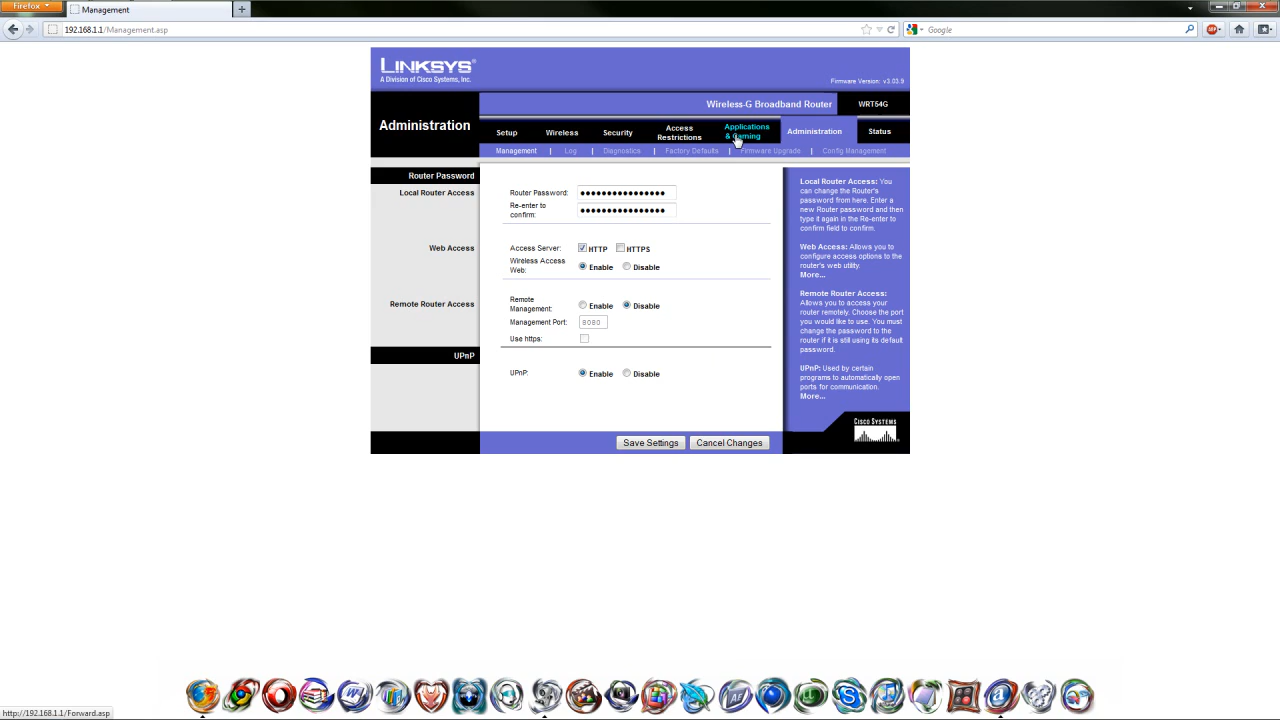 Firefox
Management
192.168.1.1/Management.asp
Google
LINKSYS®
A Division of Cisco Systems, Inc.
Firmware Version: v3.03.9
Wireless-G Broadband Router
WRT54G
Administration
Setup
Wireless
Security
Access Restrictions
Applications & Gaming
Administration
Status
Management | Log | Diagnostics | Factory Defaults | Firmware Upgrade | Config Management
Router Password
Local Router Access
Router Password:
Re-enter to
confirm:
Web Access
Access Server: HTTP HTTPS
Wireless Access
Web:
Enable Disable
Remote Router Access
Remote
Management:
Enable Disable
Management Port: 8080
Use https:
UPnP
UPnP: Enable Disable
Local Router Access: You
can change the Router's
password from here. Enter a
new Router password and then
type it again in the Re-enter to
confirm field to confirm.
Web Access: Allows you to
configure access options to the
router's web utility.
More...
Remote Router Access:
Allows you to access your
router remotely. Choose the port
you would like to use. You must
change the password to the
router if it is still using its default
password.
UPnP: Used by certain
programs to automatically open
ports for communication.
More...
Save Settings
Cancel Changes
CISCO SYSTEMS
http://192.168.1.1/Forward.asp